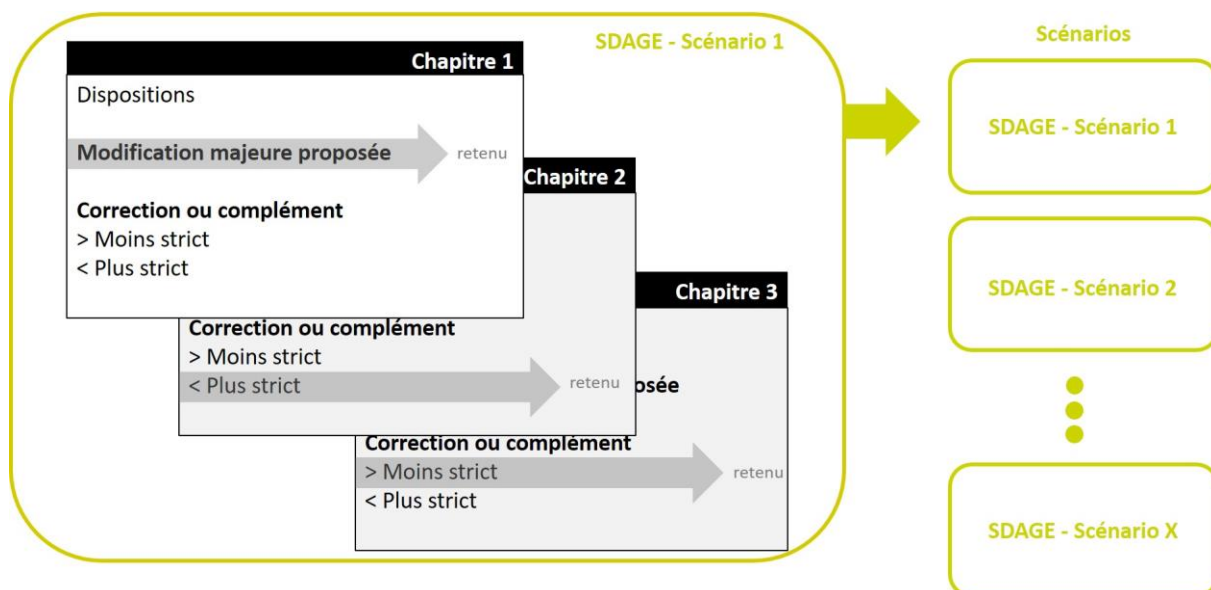 SDAGE - Scénario 1
Chapitre 1
Dispositions
Modification majeure proposée
retenu
Correction ou complément
> Moins strict
< Plus strict
Chapitre 2
Correction ou complément
> Moins strict
< Plus strict
retenu
Chapitre 3
osée
Correction ou complément
> Moins strict
retenu
< Plus strict
Scénarios
SDAGE - Scénario 1
SDAGE - Scénario 2
SDAGE - Scénario X